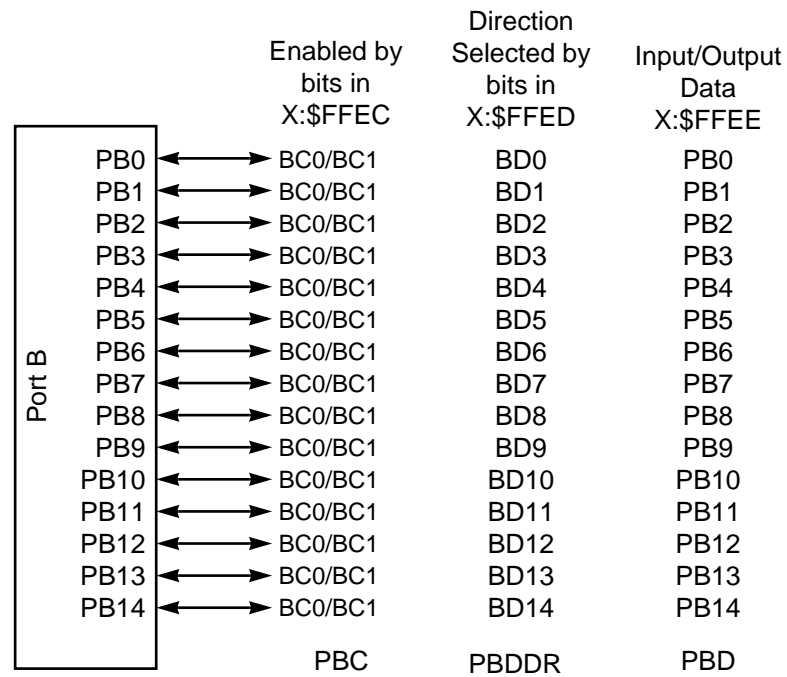 Direction
Enabled by Selected by Input/Output
bits in bits in Data
X:$FFEC X:$FFED X:$FFEE
Port B
PB0 BC0/BC1 BD0 PB0
PB1 BC0/BC1 BD1 PB1
PB2 BC0/BC1 BD2 PB2
PB3 BC0/BC1 BD3 PB3
PB4 BC0/BC1 BD4 PB4
PB5 BC0/BC1 BD5 PB5
PB6 BC0/BC1 BD6 PB6
PB7 BC0/BC1 BD7 PB7
PB8 BC0/BC1 BD8 PB8
PB9 BC0/BC1 BD9 PB9
PB10 BC0/BC1 BD10 PB10
PB11 BC0/BC1 BD11 PB11
PB12 BC0/BC1 BD12 PB12
PB13 BC0/BC1 BD13 PB13
PB14 BC0/BC1 BD14 PB14
PBC PBDDR PBD